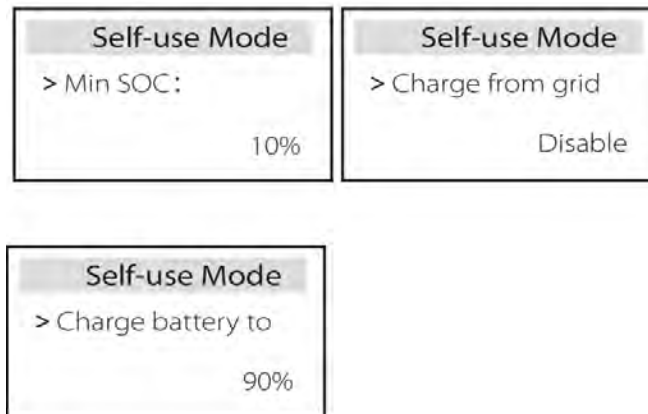 Self-use Mode
> Min SOC:
10%
Self-use Mode
> Charge from grid
Disable
Self-use Mode
> Charge battery to
90%